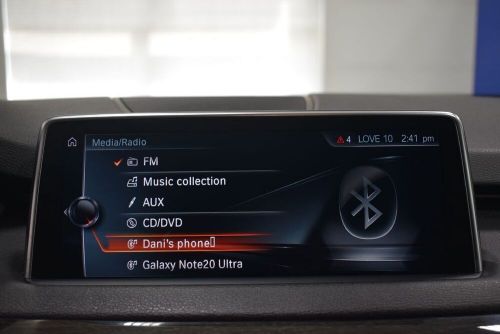 Media/Radio
4 LOVE 10 2:41 pm
FM
Music collection
AUX
CD/DVD
Dani's phone▯
Galaxy Note20 Ultra